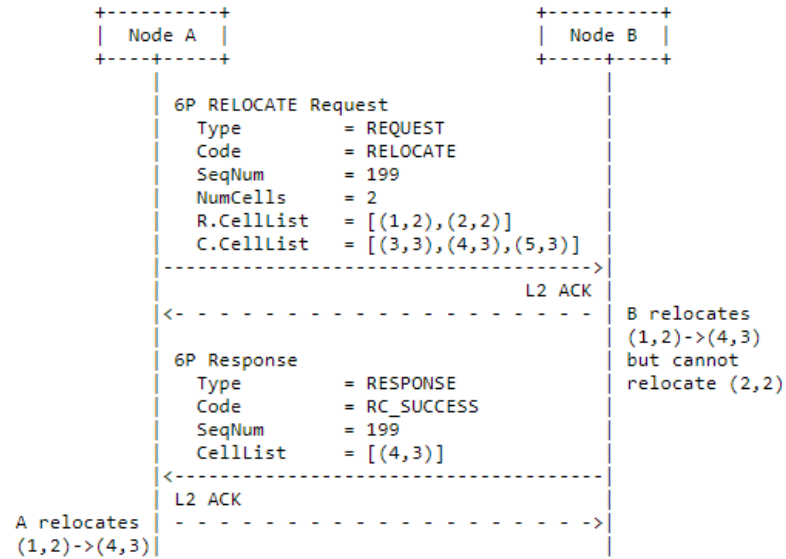 Node A Node B
6P RELOCATE Request
Type = REQUEST
Code = RELOCATE
SeqNum = 199
NumCells = 2
R.CellList = [(1,2),(2,2)]
C.CellList = [(3,3),(4,3),(5,3)]
L2 ACK
B relocates
(1,2)->(4,3)
but cannot
relocate (2,2)
6P Response
Type = RESPONSE
Code = RC_SUCCESS
SeqNum = 199
CellList = [(4,3)]
L2 ACK
A relocates
(1,2)->(4,3)